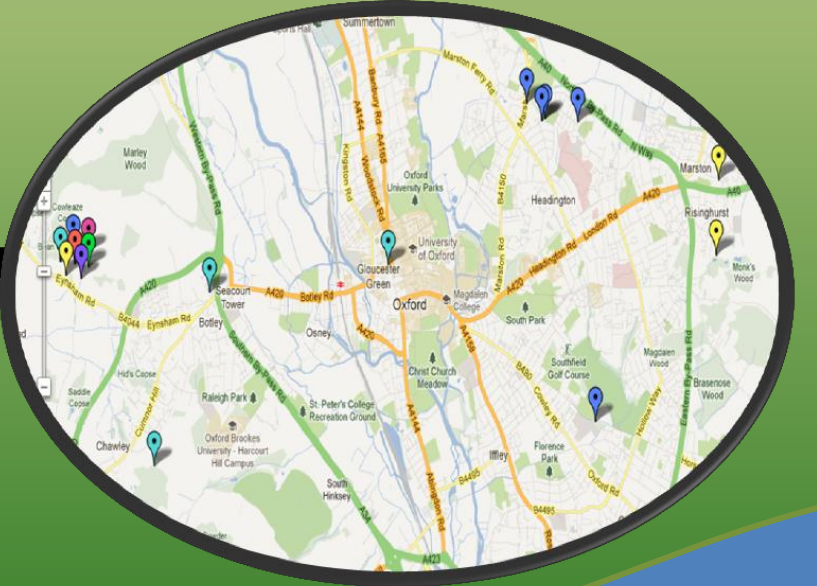 Summertown
Marston Ferry Rd
A40
N Way
Banbury Rd
A4165
A4144
Woodstock Rd
Kingston Rd
Western By-Pass Rd
Marley
Wood
Oxford
University Parks
B4150
Headington
Marston
A40
A420
Risinghurst
London Rd
Headington Rd
A420
Marston Rd
University
of Oxford
Gloucester
Green
Oxford
Magdalen
College
Monk's
Wood
Eynsham Rd
A420
B4044
Eynsham Rd
Seacourt
Tower
Botley
A420
Botley Rd
Osney
A420
South Park
A4158
Southern By-Pass Rd
Hid's Copse
Saddle
Copse
Cumnor Hill
Raleigh Park
St. Peter's College
Recreation Ground
Christ Church
Meadow
B480
Cowley Rd
Southfield
Golf Course
Magdalen
Wood
Hollow Way
Eastern By-Pass Rd
Brasenose
Wood
Chawley
Oxford Brookes
University - Harcourt
Hill Campus
A4144
Abingdon Rd
Iffley
Florence
Park
Oxford Rd
B4495
B4495
South
Hinksey
A34
A423